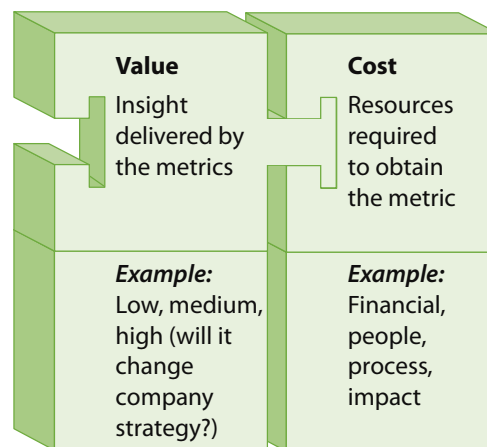 Value
Insight
delivered by
the metrics
Example:
Low, medium,
high (will it
change
company
strategy?)
Cost
Resources
required
to obtain
the metric
Example:
Financial,
people,
process,
impact